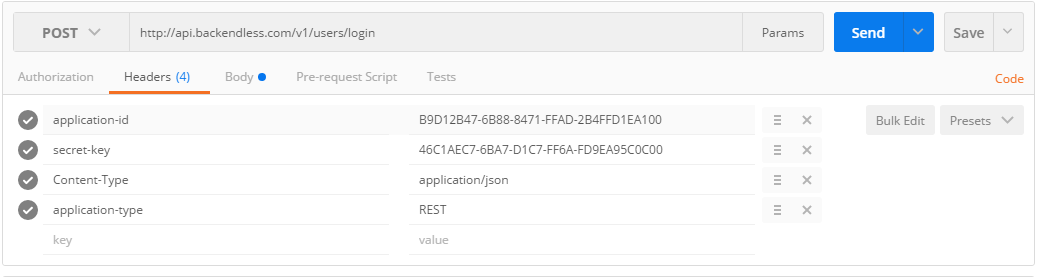 POST http://api.backendless.com/v1/users/login Params Send Save
Authorization Headers (4) Body Pre-request Script Tests Code
application-id B9D12B47-6B88-8471-FFAD-2B4FFD1EA100 Bulk Edit Presets
secret-key 46C1AEC7-6BA7-D1C7-FF6A-FD9EA95C0C00
Content-Type application/json
application-type REST
key value